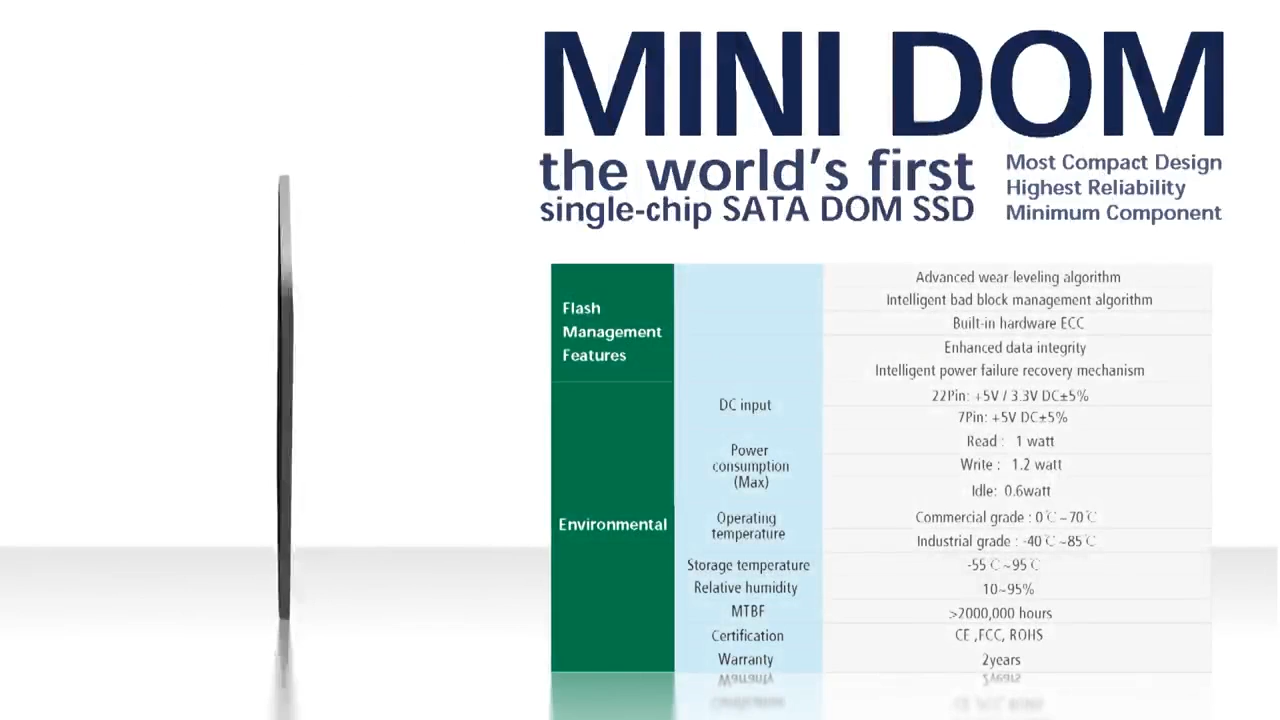 MINI DOM
the world's first
single-chip SATA DOM SSD
Most Compact Design
Highest Reliability
Minimum Component
Flash
Management
Features
Advanced wear leveling algorithm
Intelligent bad block management algorithm
Built-in hardware ECC
Enhanced data integrity
Intelligent power failure recovery mechanism
Environmental
DC input
22Pin: +5V / 3.3V DC±5%
7Pin: +5V DC±5%
Power
consumption
(Max)
Read : 1 watt
Write : 1.2 watt
Idle: 0.6watt
Operating
temperature
Commercial grade : 0℃ ~70℃
Industrial grade : -40℃ ~85℃
Storage temperature
-55℃~95℃
Relative humidity
10~95%
MTBF
>2000,000 hours
Certification
CE ,FCC, ROHS
Warranty
2years